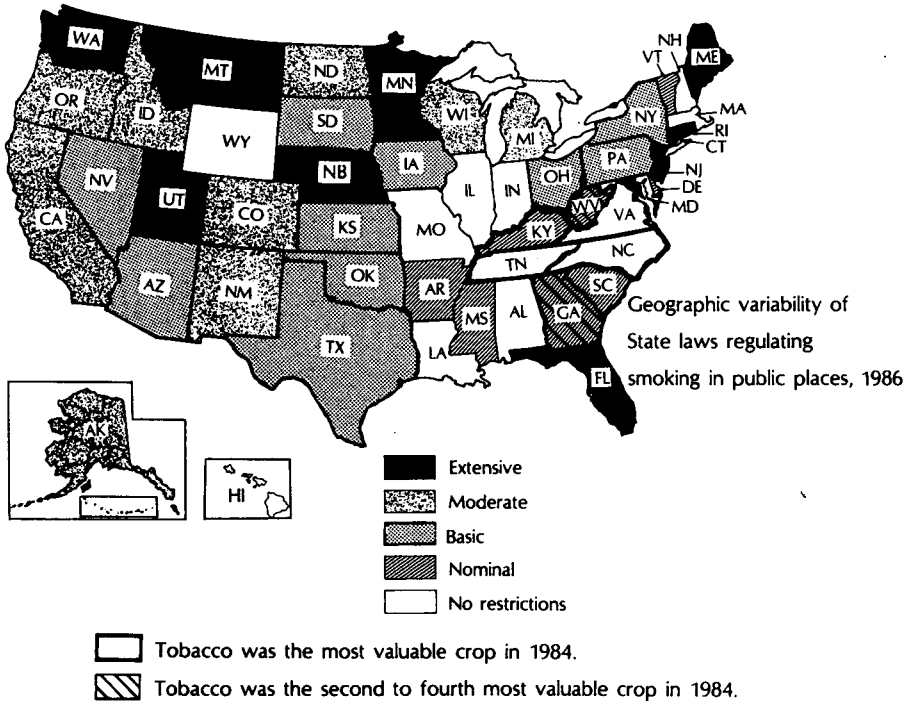 WA
MT
ND
MN
OR
ID
WY
SD
WI
MI
NH
VT
ME
NY
MA
RI
CT
NV
UT
CO
NB
IA
IL
IN
OH
PA
NJ
DE
MD
CA
KS
MO
KY
WV
VA
AZ
NM
OK
AR
TN
NC
TX
LA
MS
AL
GA
SC
FL
AK
HI
Geographic variability of
State laws regulating
smoking in public places, 1986
Extensive
Moderate
Basic
Nominal
No restrictions
Tobacco was the most valuable crop in 1984.
Tobacco was the second to fourth most valuable crop in 1984.